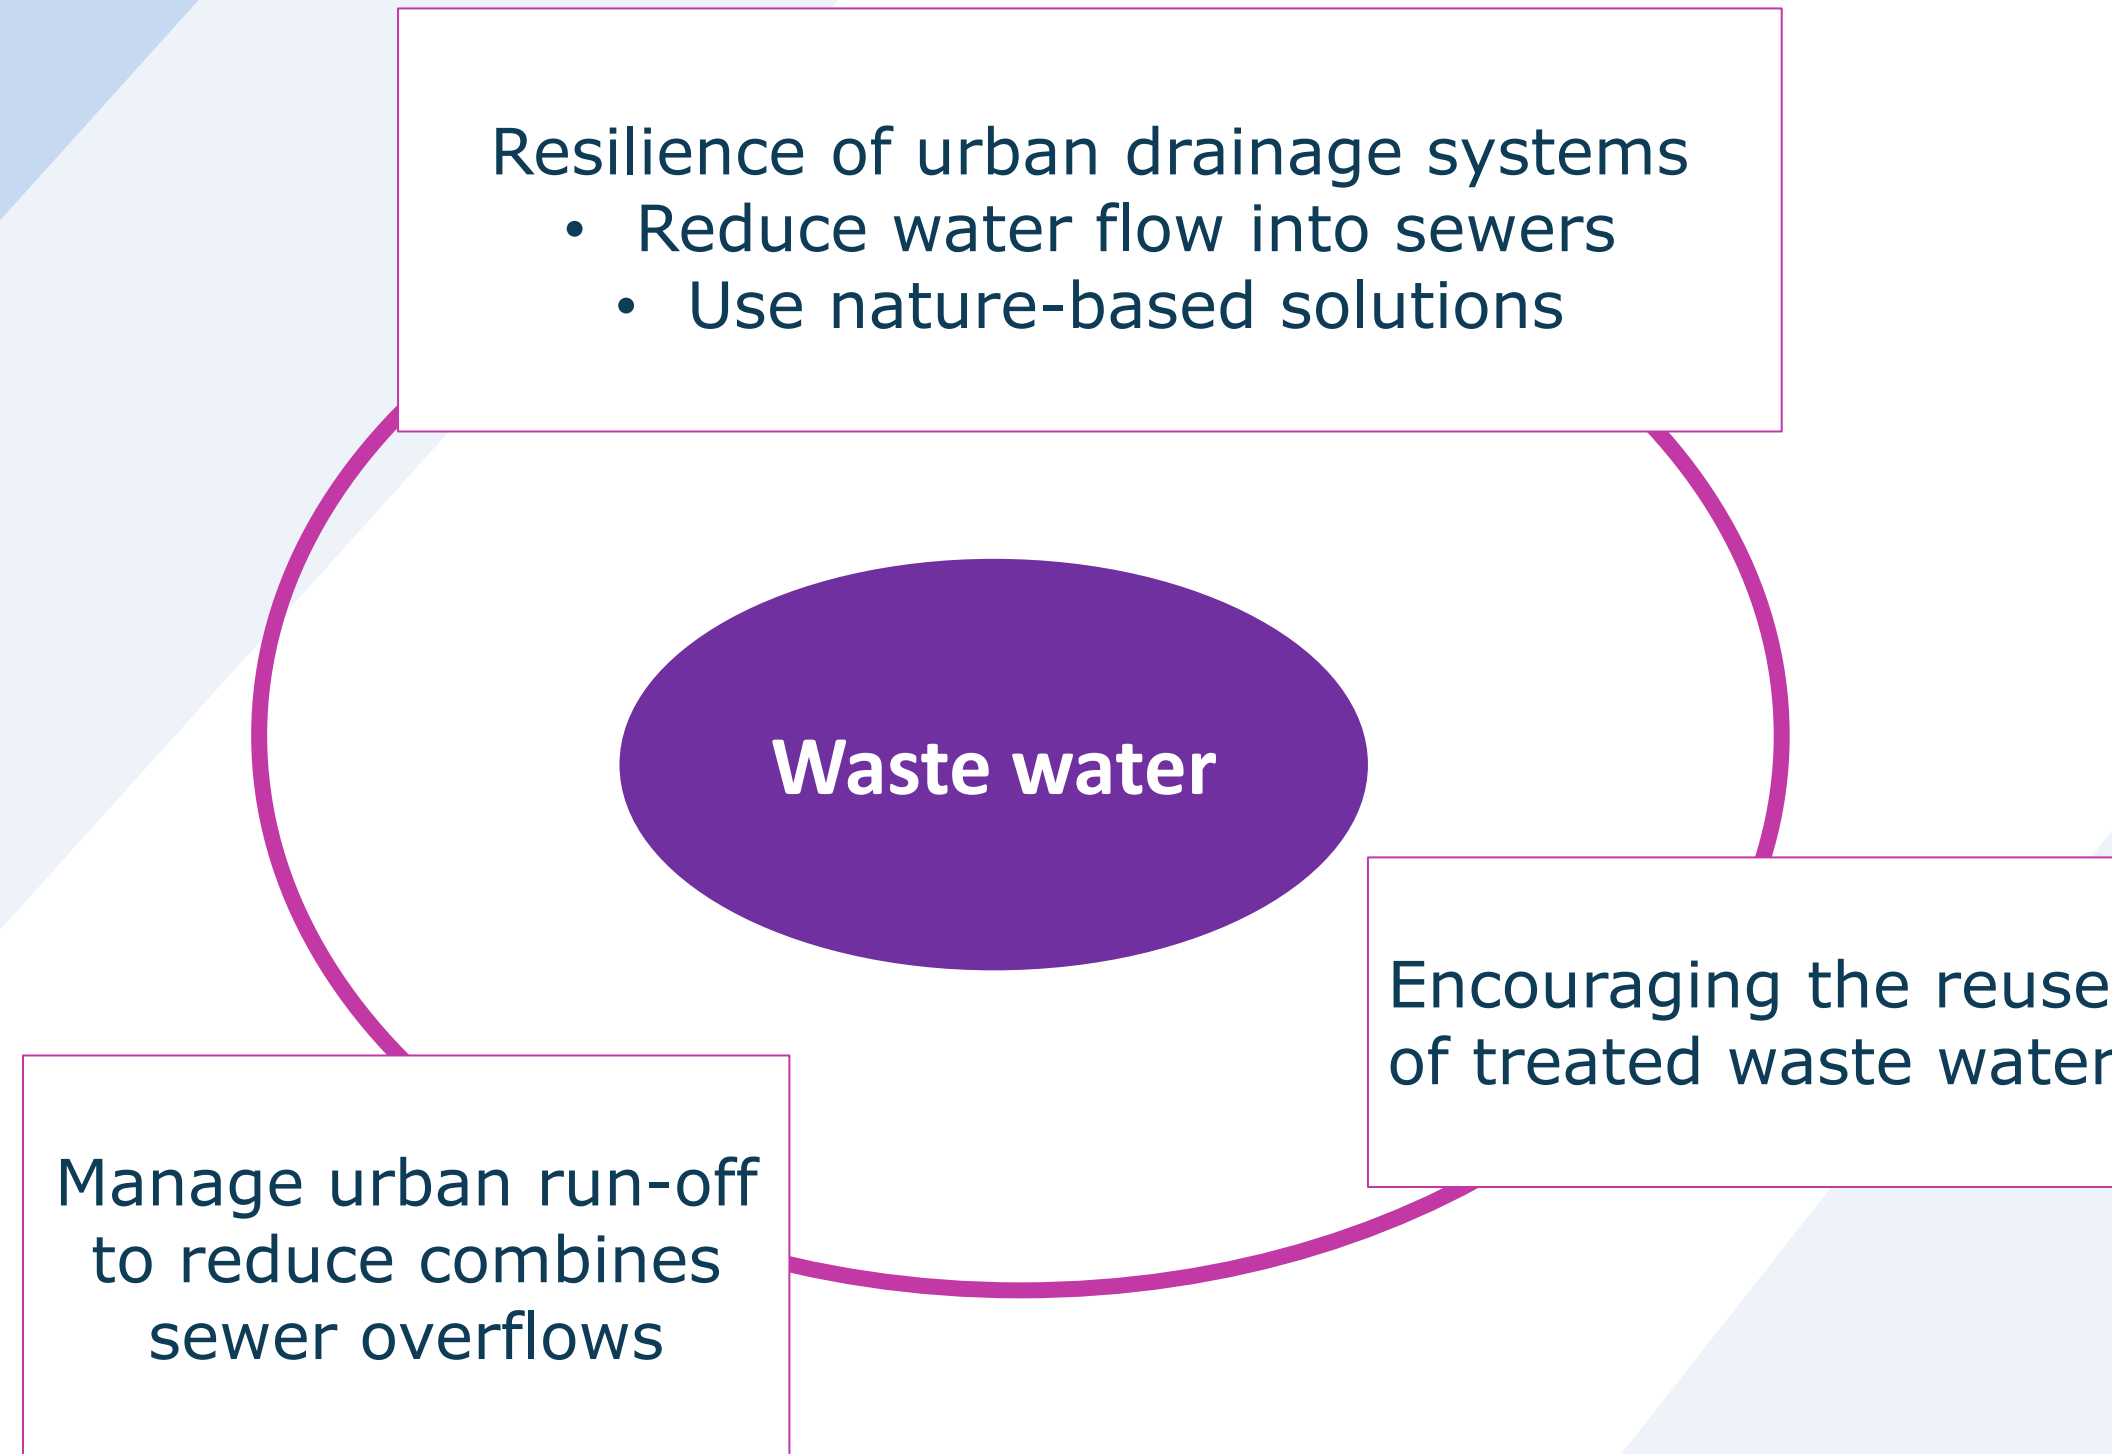 Resilience of urban drainage systems
• Reduce water flow into sewers
• Use nature-based solutions
Waste water
Encouraging the reuse
of treated waste water
Manage urban run-off
to reduce combines
sewer overflows